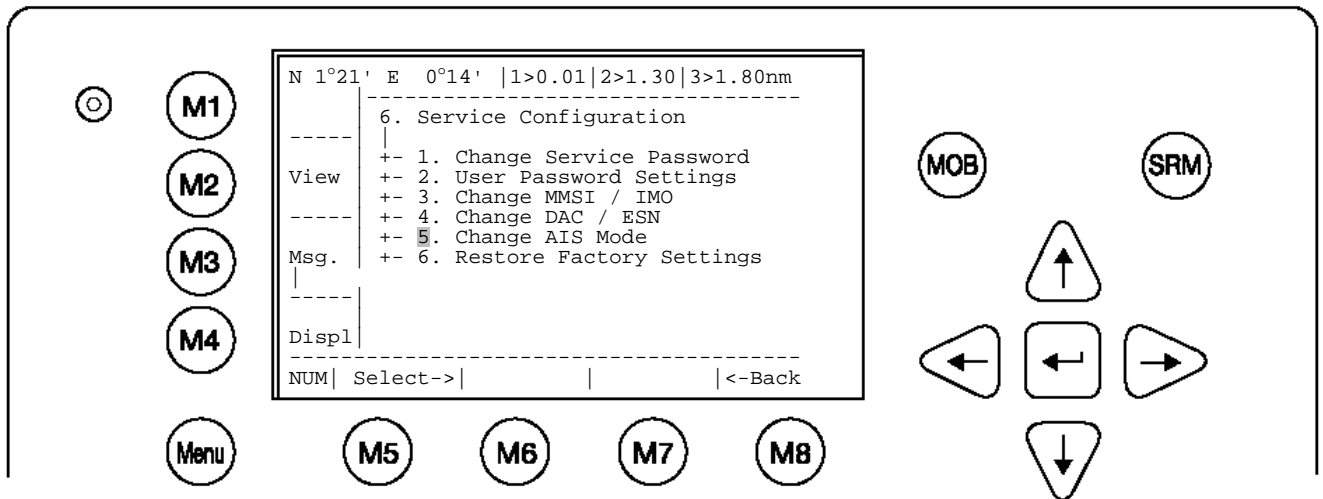 N 1°21' E 0°14' |1>0.01|2>1.30|3>1.80nm
6. Service Configuration
+- 1. Change Service Password
View +- 2. User Password Settings
+- 3. Change MMSI / IMO
+- 4. Change DAC / ESN
+- 5. Change AIS Mode
Msg. +- 6. Restore Factory Settings
Displ
NUM| Select->| | |<-Back
M1
M2
M3
M4
Menu
M5
M6
M7
M8
MOB
SRM